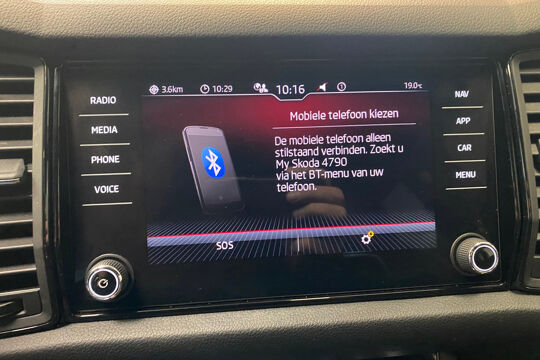 3.6km 10:29 10:16 1 19.0°C
RADIO
MEDIA
PHONE
VOICE
Mobiele telefoon kiezen
De mobiele telefoon alleen
stilstaand verbinden. Zoekt u
My Skoda 4790
via het BT-menu van uw
telefoon.
SOS
NAV
APP
CAR
MENU